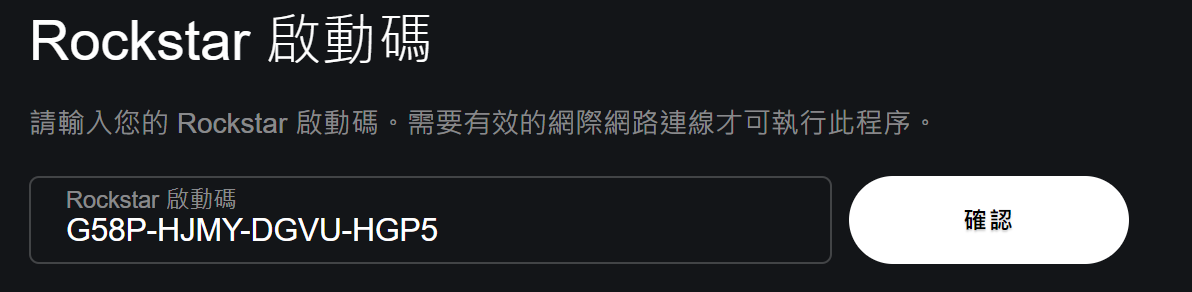 Rockstar 啟動碼
請輸入您的 Rockstar 啟動碼。需要有效的網際網路連線才可執行此程序。
Rockstar 啟動碼
G58P-HJMY-DGVU-HGP5
確認